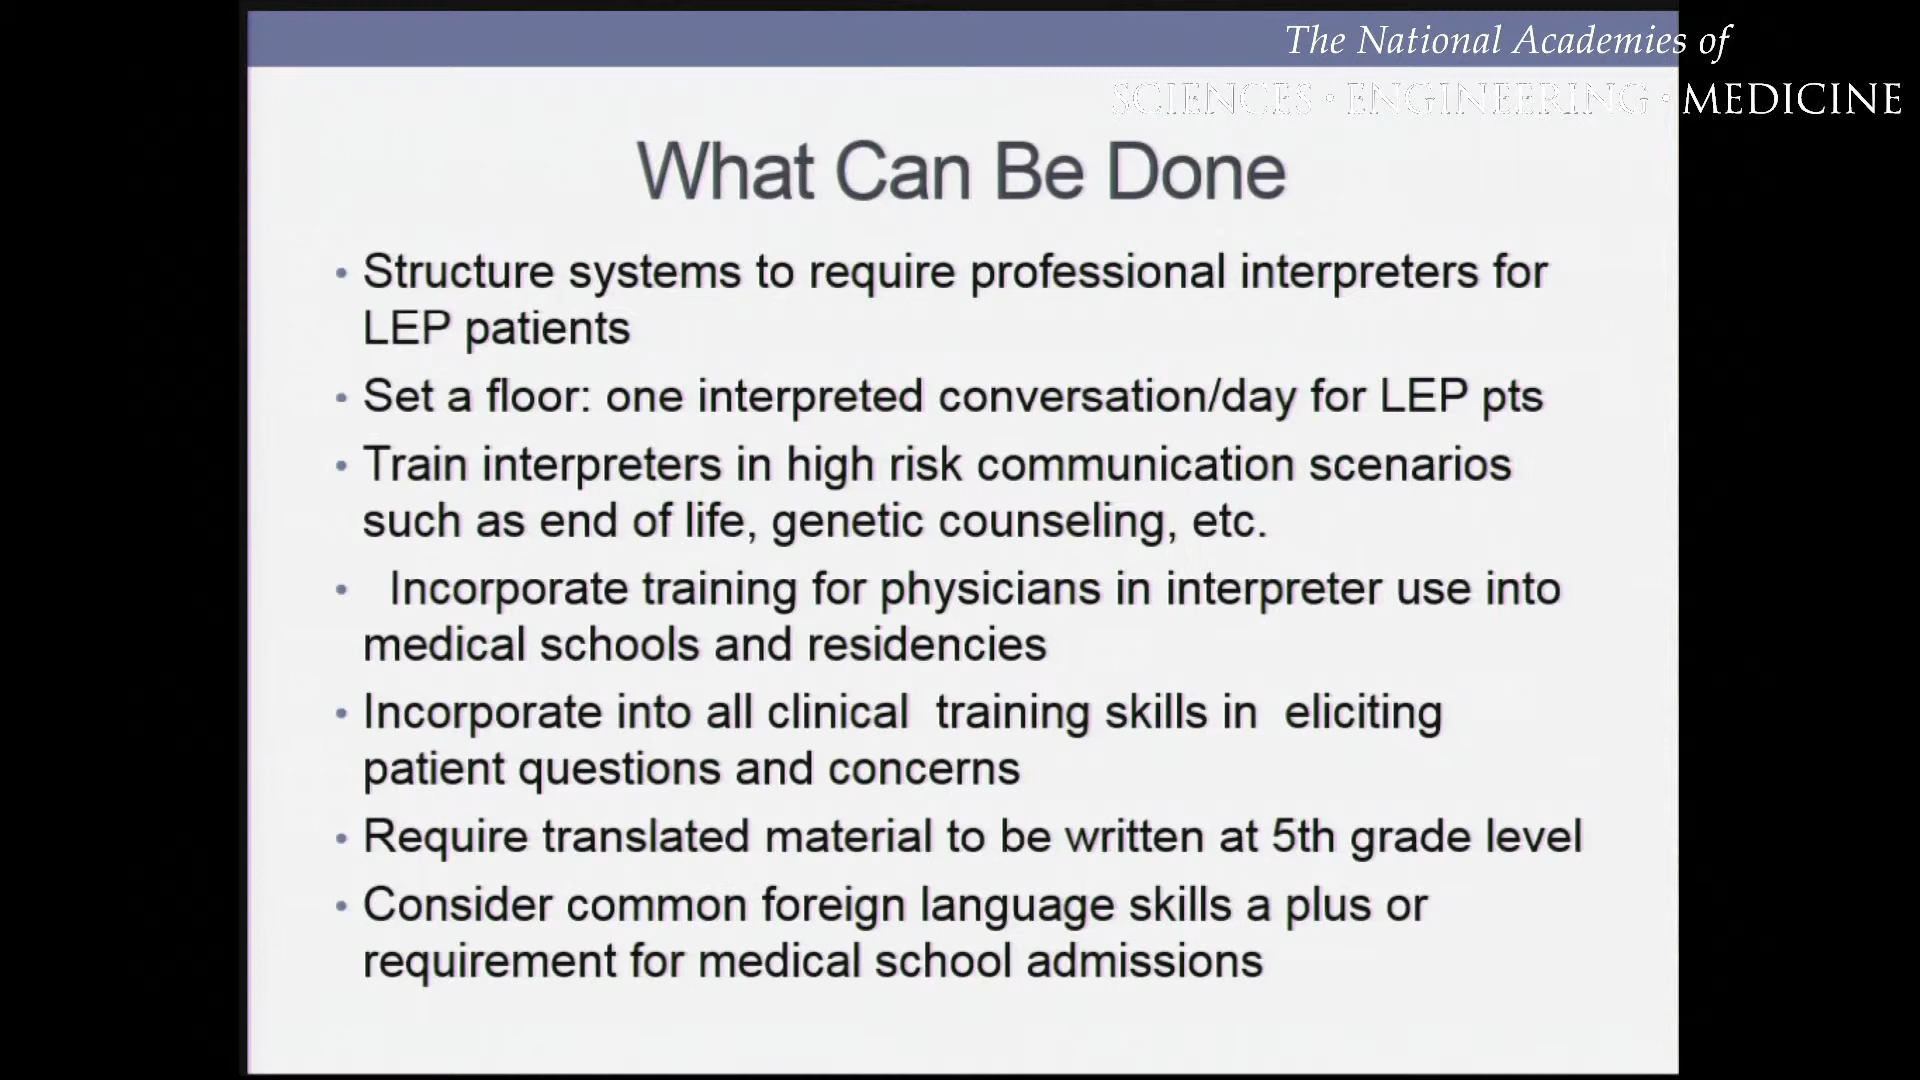 The National Academies of
SCIENCES · ENGINEERING · MEDICINE
What Can Be Done
• Structure systems to require professional interpreters for
LEP patients
• Set a floor: one interpreted conversation/day for LEP pts
• Train interpreters in high risk communication scenarios
such as end of life, genetic counseling, etc.
• Incorporate training for physicians in interpreter use into
medical schools and residencies
• Incorporate into all clinical training skills in eliciting
patient questions and concerns
• Require translated material to be written at 5th grade level
• Consider common foreign language skills a plus or
requirement for medical school admissions